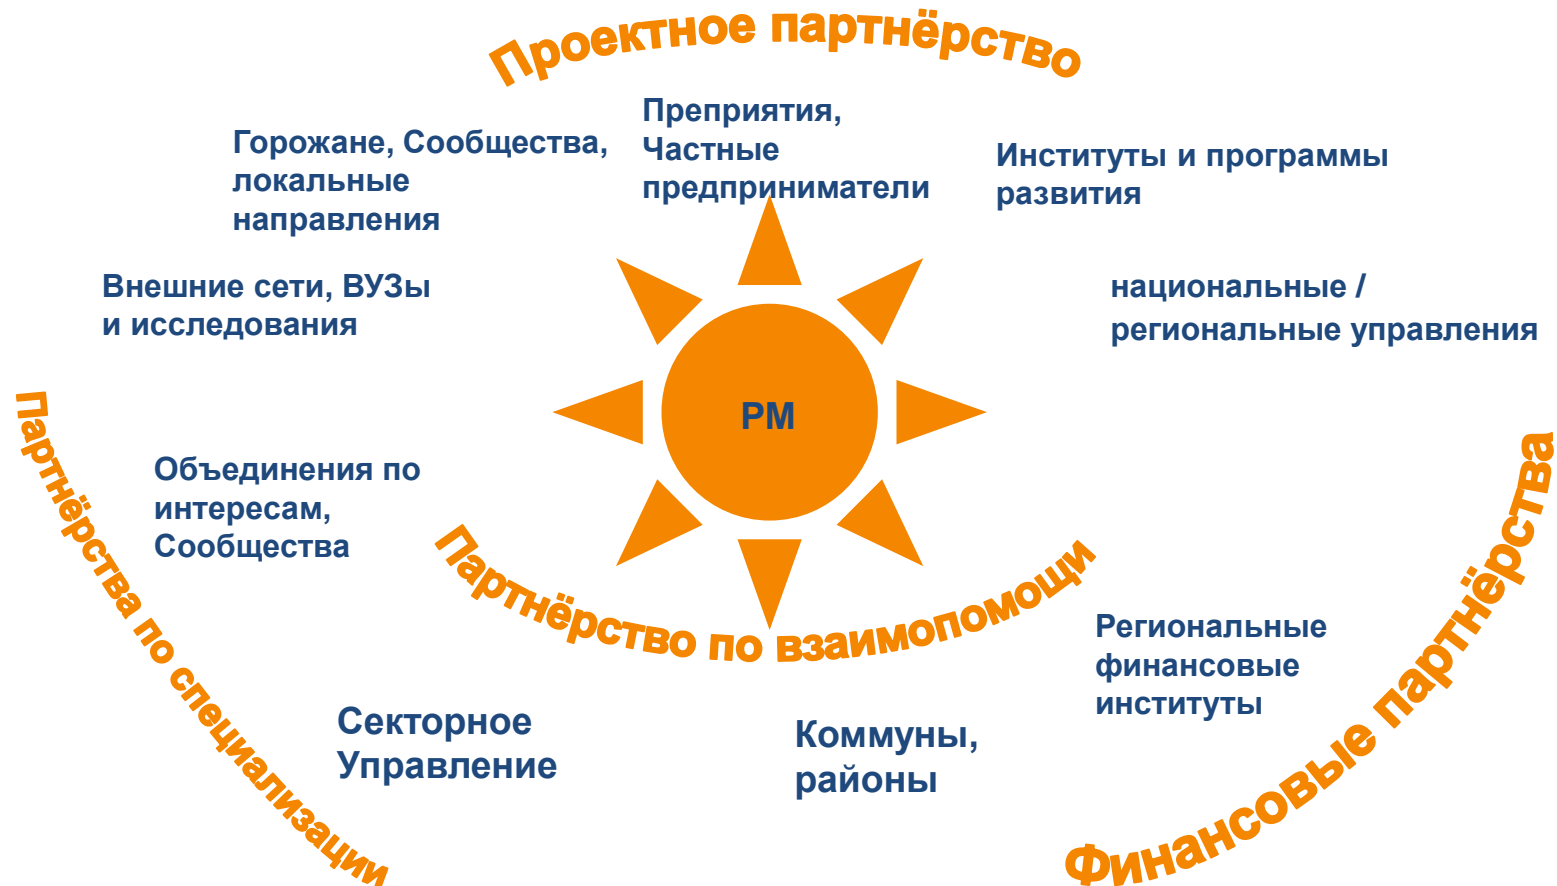 Проектное партнёрство
Горожане, Сообщества,
локальные
направления
Преприятия,
Частные
предприниматели
Институты и программы
развития
Внешние сети, ВУЗы
и исследования
национальные /
региональные управления
РМ
Объединения по
интересам,
Сообщества
Партнёрства по специализации
Партнёрство по взаимопомощи
Региональные
финансовые
институты
Финансовые партнёрства
Секторное
Управление
Коммуны,
районы